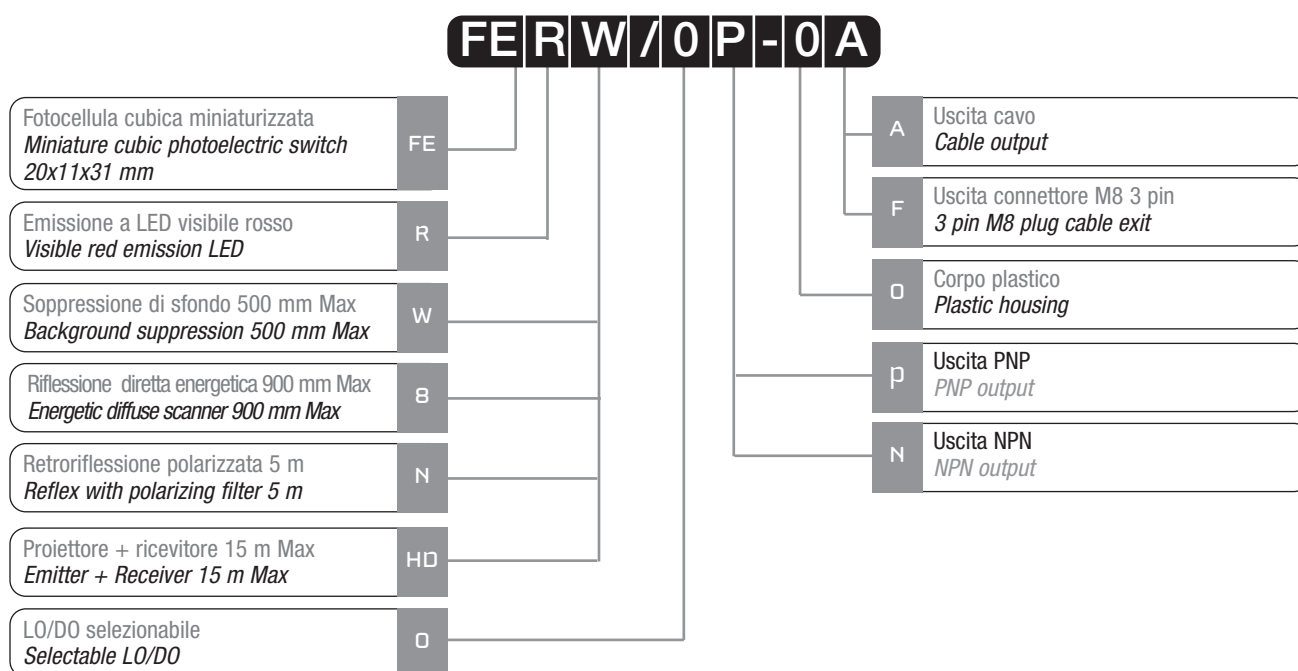 FERW/0P-0A
Fotocellula cubica miniaturizzata
Miniature cubic photoelectric switch
20x11x31 mm
FE
Emissione a LED visibile rosso
Visible red emission LED
R
Soppressione di sfondo 500 mm Max
Background suppression 500 mm Max
W
Riflessione diretta energetica 900 mm Max
Energetic diffuse scanner 900 mm Max
8
Retroriflessione polarizzata 5 m
Reflex with polarizing filter 5 m
N
Proiettore + ricevitore 15 m Max
Emitter + Receiver 15 m Max
HD
LO/DO selezionabile
Selectable LO/DO
0
A
Uscita cavo
Cable output
F
Uscita connettore M8 3 pin
3 pin M8 plug cable exit
0
Corpo plastico
Plastic housing
P
Uscita PNP
PNP output
N
Uscita NPN
NPN output